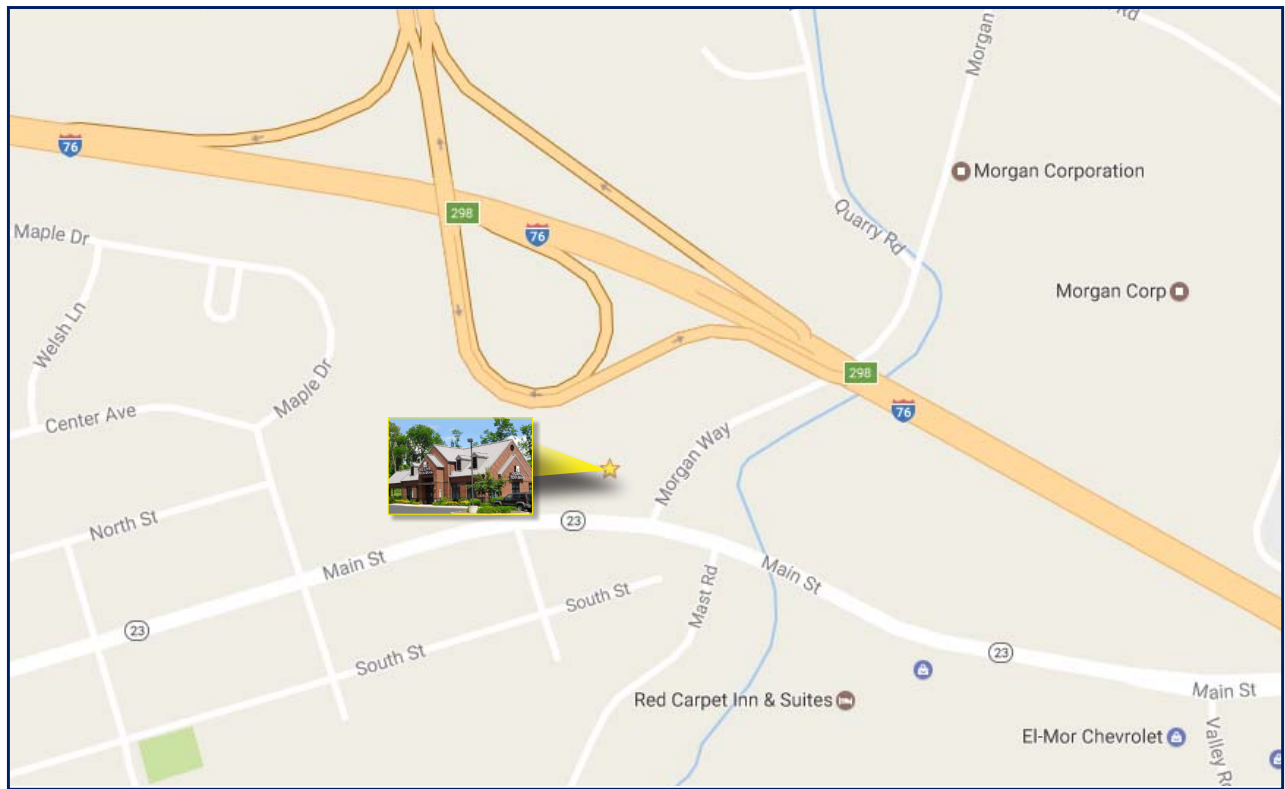 Rd
Morgan
76
Morgan Corporation
298
76
Quarry Rd
Maple Dr
Morgan Corp
Welsh Ln
Maple Dr
298
76
Center Ave
Morgan Way
North St
23
Main St
Main St
South St
Mast Rd
23
23
South St
Main St
Red Carpet Inn & Suites
El-Mor Chevrolet
Valley Rd